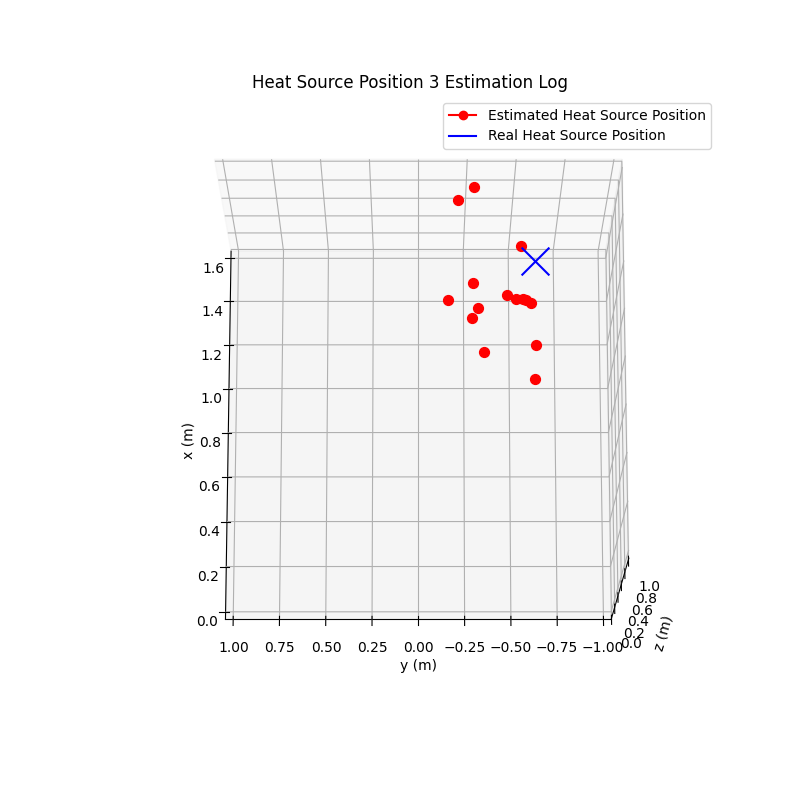 Heat Source Position 3 Estimation Log
Estimated Heat Source Position
Real Heat Source Position
1.6
1.4
1.2
1.0
0.8
0.6
0.4
0.2
0.0
x (m)
1.0
0.8
0.6
0.4
0.2
0.0
z (m)
1.00 0.75 0.50 0.25 0.00 −0.25 −0.50 −0.75 −1.00
y (m)